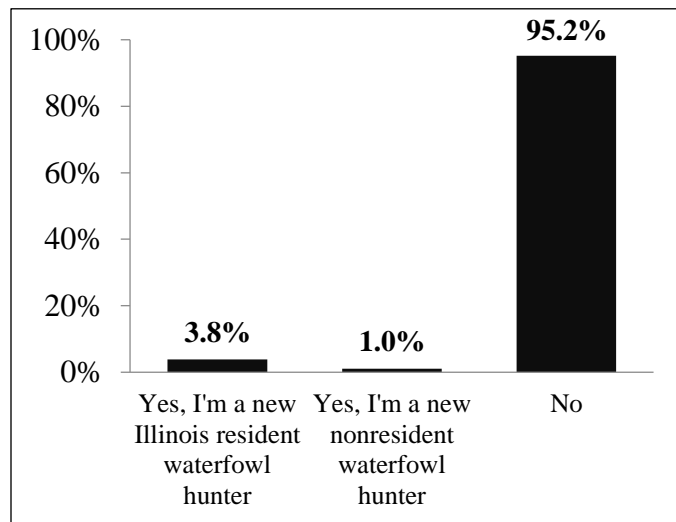 100%
80%
60%
40%
20%
0%
3.8%
1.0%
95.2%
Yes, I'm a new
Illinois resident
waterfowl
hunter
Yes, I'm a new
nonresident
waterfowl
hunter
No